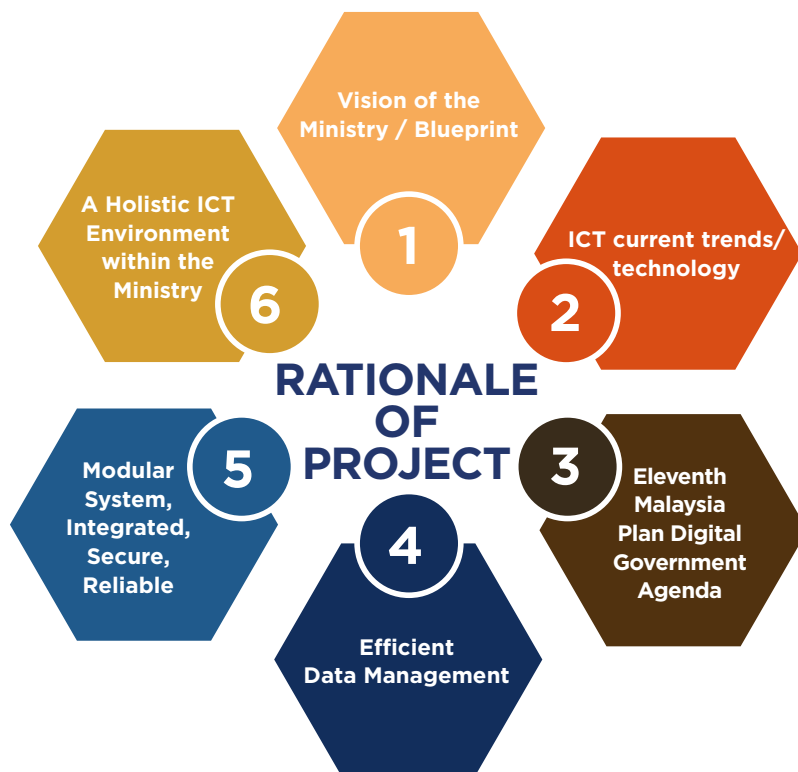 Vision of the
Ministry / Blueprint
1
ICT current trends/
technology
2
Eleventh
Malaysia
Plan Digital
Government
Agenda
3
Efficient
Data Management
4
Modular
System,
Integrated,
Secure,
Reliable
5
A Holistic ICT
Environment
within the
Ministry
6
RATIONALE
OF
PROJECT